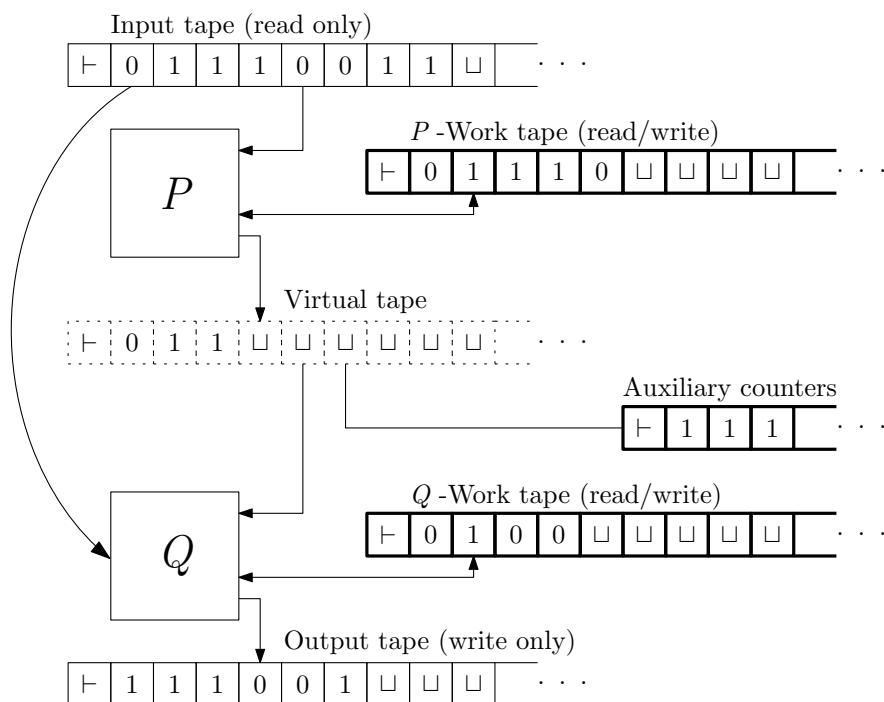 Input tape (read only)
⊢ 0 1 1 1 0 0 1 1 ⊔ · · ·
P -Work tape (read/write)
⊢ 0 1 1 1 0 ⊔ ⊔ ⊔ ⊔ · · ·
P
Virtual tape
⊢ 0 1 1 ⊔ ⊔ ⊔ ⊔ ⊔ ⊔ · · ·
Auxiliary counters
⊢ 1 1 1 · · ·
Q -Work tape (read/write)
⊢ 0 1 0 0 ⊔ ⊔ ⊔ ⊔ ⊔ · · ·
Q
Output tape (write only)
⊢ 1 1 1 0 0 1 ⊔ ⊔ ⊔ · · ·